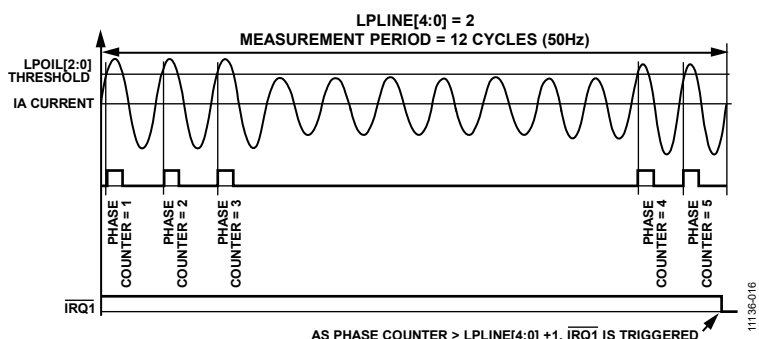 LPLINE[4:0] = 2
MEASUREMENT PERIOD = 12 CYCLES (50Hz)
LPOIL[2:0]
THRESHOLD
IA CURRENT
PHASE
COUNTER = 1
PHASE
COUNTER = 2
PHASE
COUNTER = 3
PHASE
COUNTER = 4
PHASE
COUNTER = 5
IRQ1
AS PHASE COUNTER > LPLINE[4:0] +1, IRQ1 IS TRIGGERED
11136-016